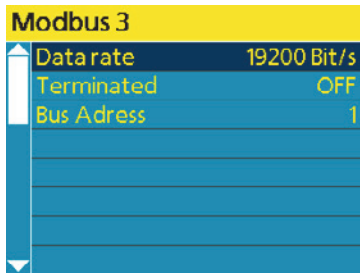 Modbus 3
Data rate 19200 Bit/s
Terminated OFF
Bus Adress 1